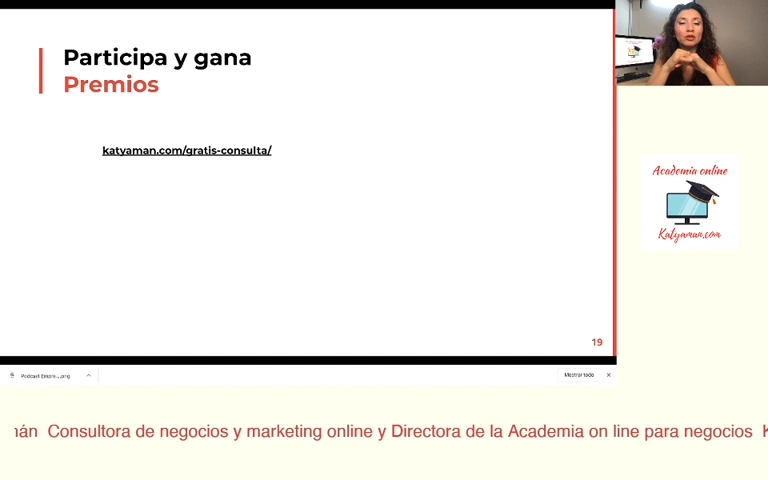 Participa y gana
Premios
katyaman.com/gratis-consulta/
Academia online
Katyaman.com
19
Podcast Empre....png
Mostrar todo
Consultora de negocios y marketing online y Directora de la Academia on line para negocios